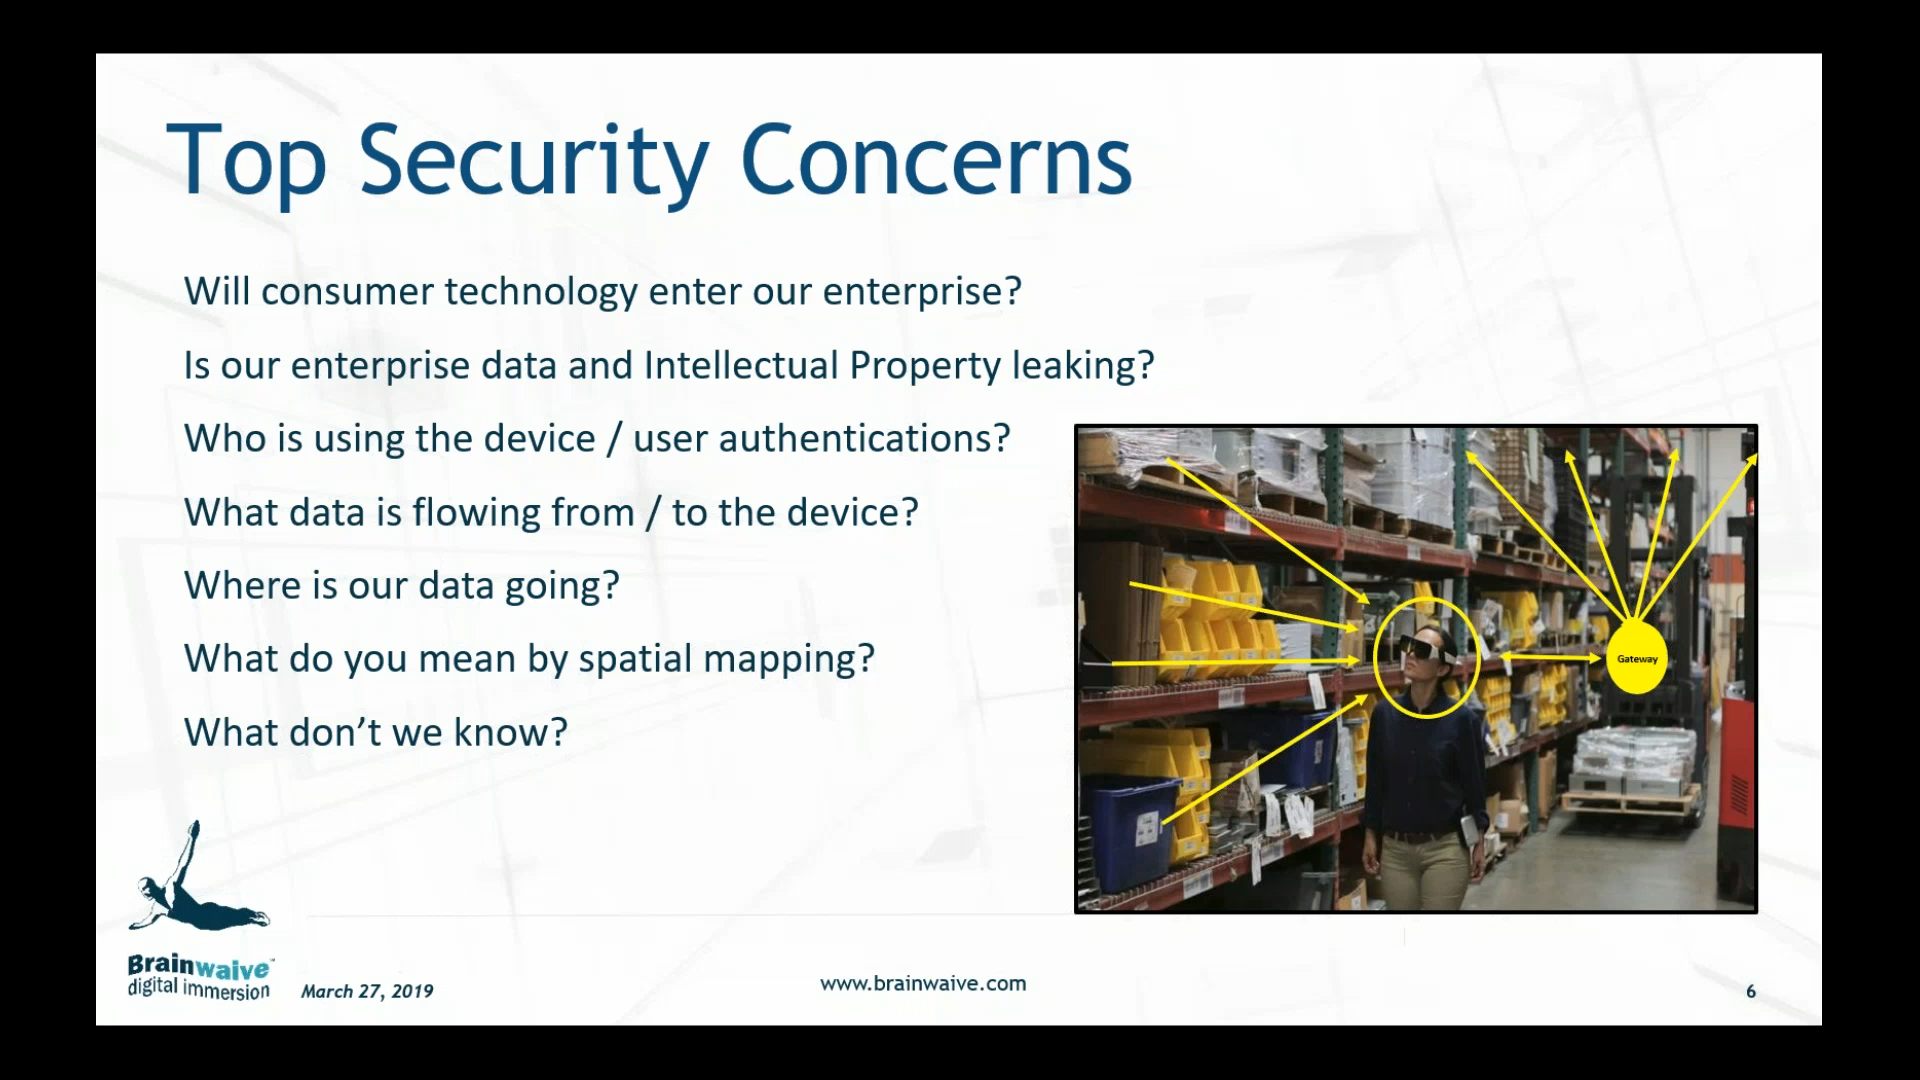 Top Security Concerns
Will consumer technology enter our enterprise?
Is our enterprise data and Intellectual Property leaking?
Who is using the device / user authentications?
What data is flowing from / to the device?
Where is our data going?
What do you mean by spatial mapping?
What don’t we know?
Gateway
Brainwaive™
digital immersion
March 27, 2019
www.brainwaive.com
6